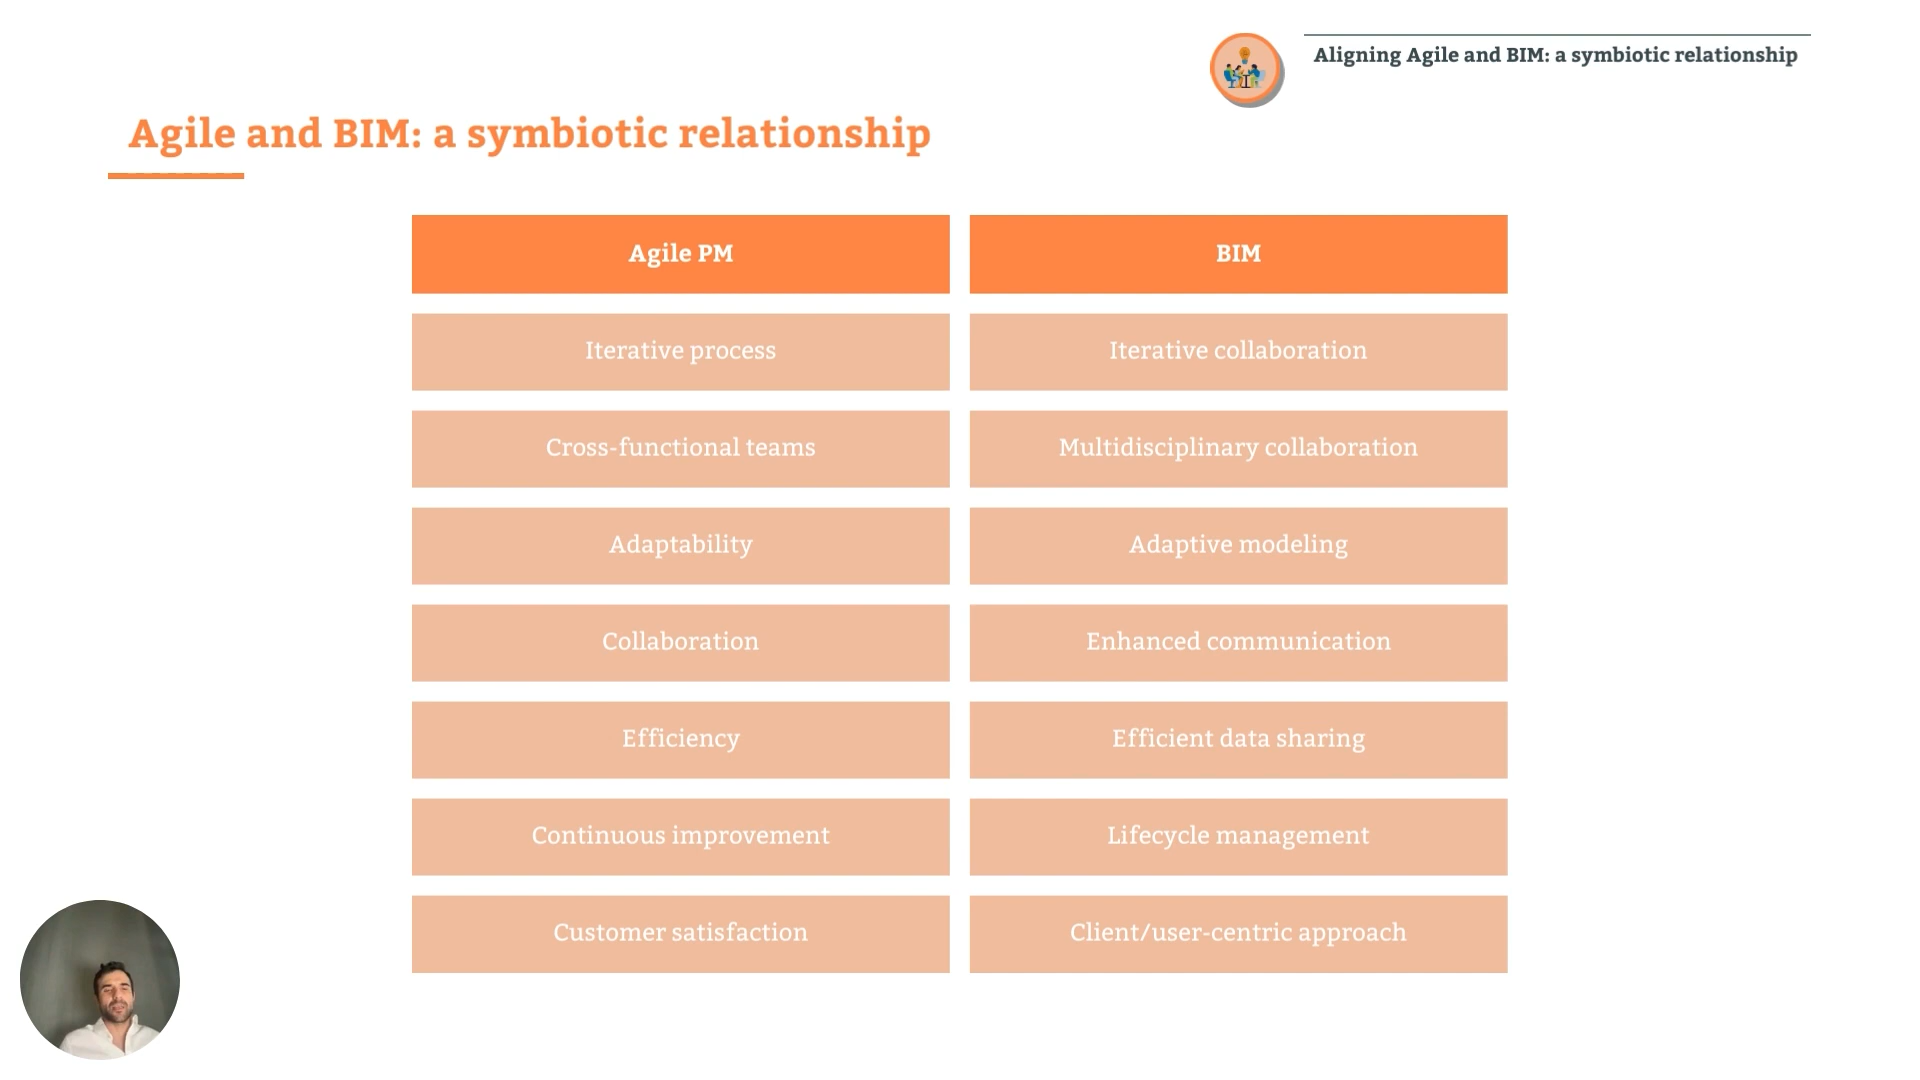 Aligning Agile and BIM: a symbiotic relationship
Agile and BIM: a symbiotic relationship
Agile PM
BIM
Iterative process
Iterative collaboration
Cross-functional teams
Multidisciplinary collaboration
Adaptability
Adaptive modeling
Collaboration
Enhanced communication
Efficiency
Efficient data sharing
Continuous improvement
Lifecycle management
Customer satisfaction
Client/user-centric approach